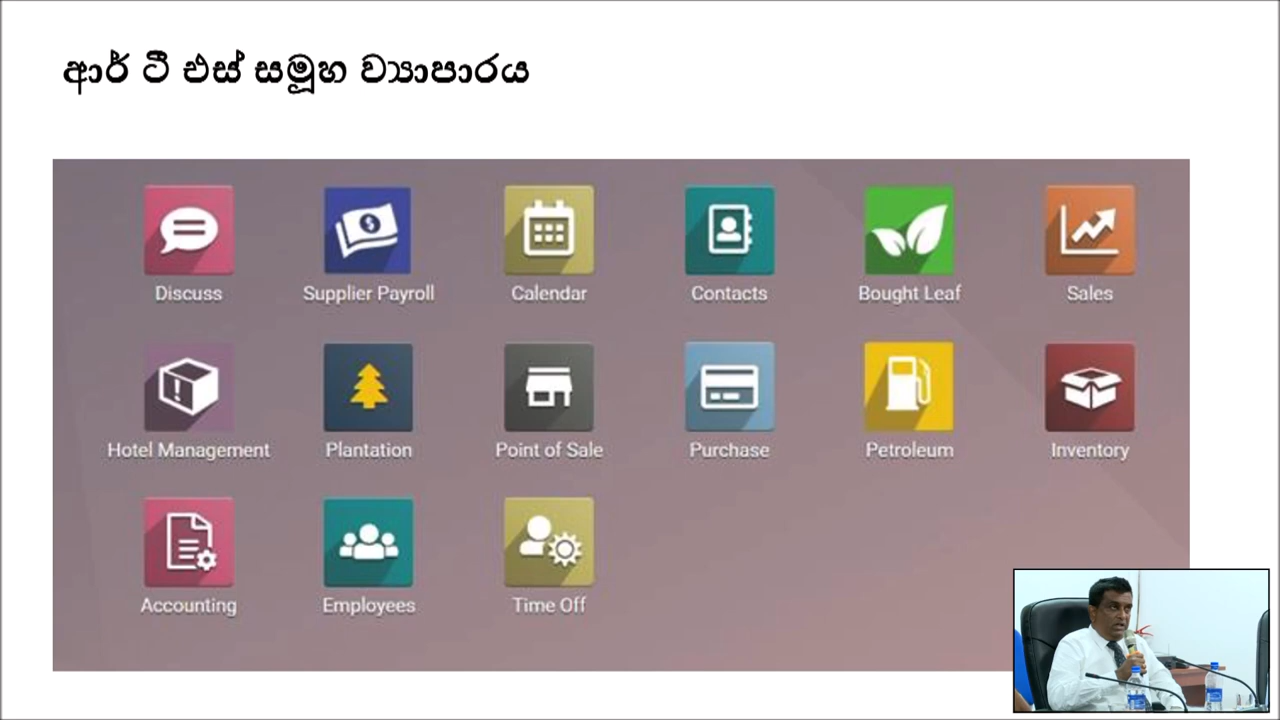 ආර් ටී එස් සමූහ ව්‍යාපාරය
Discuss
Supplier Payroll
Calendar
Contacts
Bought Leaf
Sales
Hotel Management
Plantation
Point of Sale
Purchase
Petroleum
Inventory
Accounting
Employees
Time Off